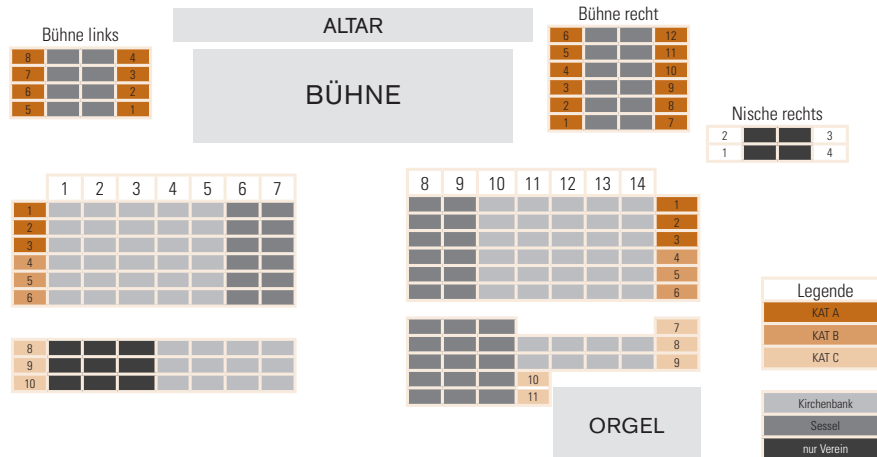 Bühne links
ALTAR
Bühne recht
8 4
7 3
6 2
5 1
BÜHNE
6 12
5 11
4 10
3 9
2 8
1 7
Nische rechts
2 3
1 4
1 2 3 4 5 6 7
1
2
3
4
5
6
8
9
10
8 9 10 11 12 13 14
1
2
3
4
5
6
7
8
9
10
11
ORGEL
Legende
KAT A
KAT B
KAT C
Kirchenbank
Sessel
nur Verein